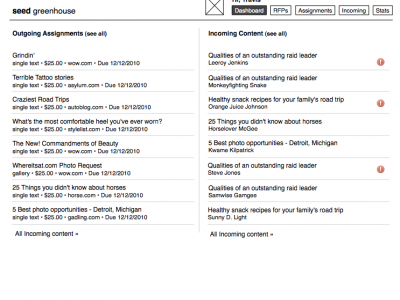 Hi, Travis
seed greenhouse
Dashboard RFPs Assignments Incoming Stats
Outgoing Assignments (see all)
Grindin'
single text • $25.00 • wow.com • Due 12/12/2010
Terrible Tattoo stories
single text • $25.00 • asylum.com • Due 12/12/2010
Craziest Road Trips
single text • $25.00 • autoblog.com • Due 12/12/2010
What's the most comfortable heel you've ever worn?
single text • $25.00 • stylelist.com • Due 12/12/2010
The New! Commandments of Beauty
single text • $25.00 • wow.com • Due 12/12/2010
Whereitsat.com Photo Request
gallery • $25.00 • wow.com • Due 12/12/2010
25 Things you didn't know about horses
single text • $25.00 • horse.com • Due 12/12/2010
5 Best photo opportunities - Detroit, Michigan
single text • $25.00 • gadling.com • Due 12/12/2010
All Incoming content »
Incoming Content (see all)
Qualities of an outstanding raid leader
Leeroy Jenkins
Qualities of an outstanding raid leader
Monkeyfighting Snake
Healthy snack recipes for your family's road trip
Orange Juice Johnson
25 Things you didn't know about horses
Horselover McGee
5 Best photo opportunities - Detroit, Michigan
Kwame Kilpatrick
Qualities of an outstanding raid leader
Steve Jones
Qualities of an outstanding raid leader
Samwise Gamgee
Healthy snack recipes for your family's road trip
Sunny D. Light
All Incoming content »